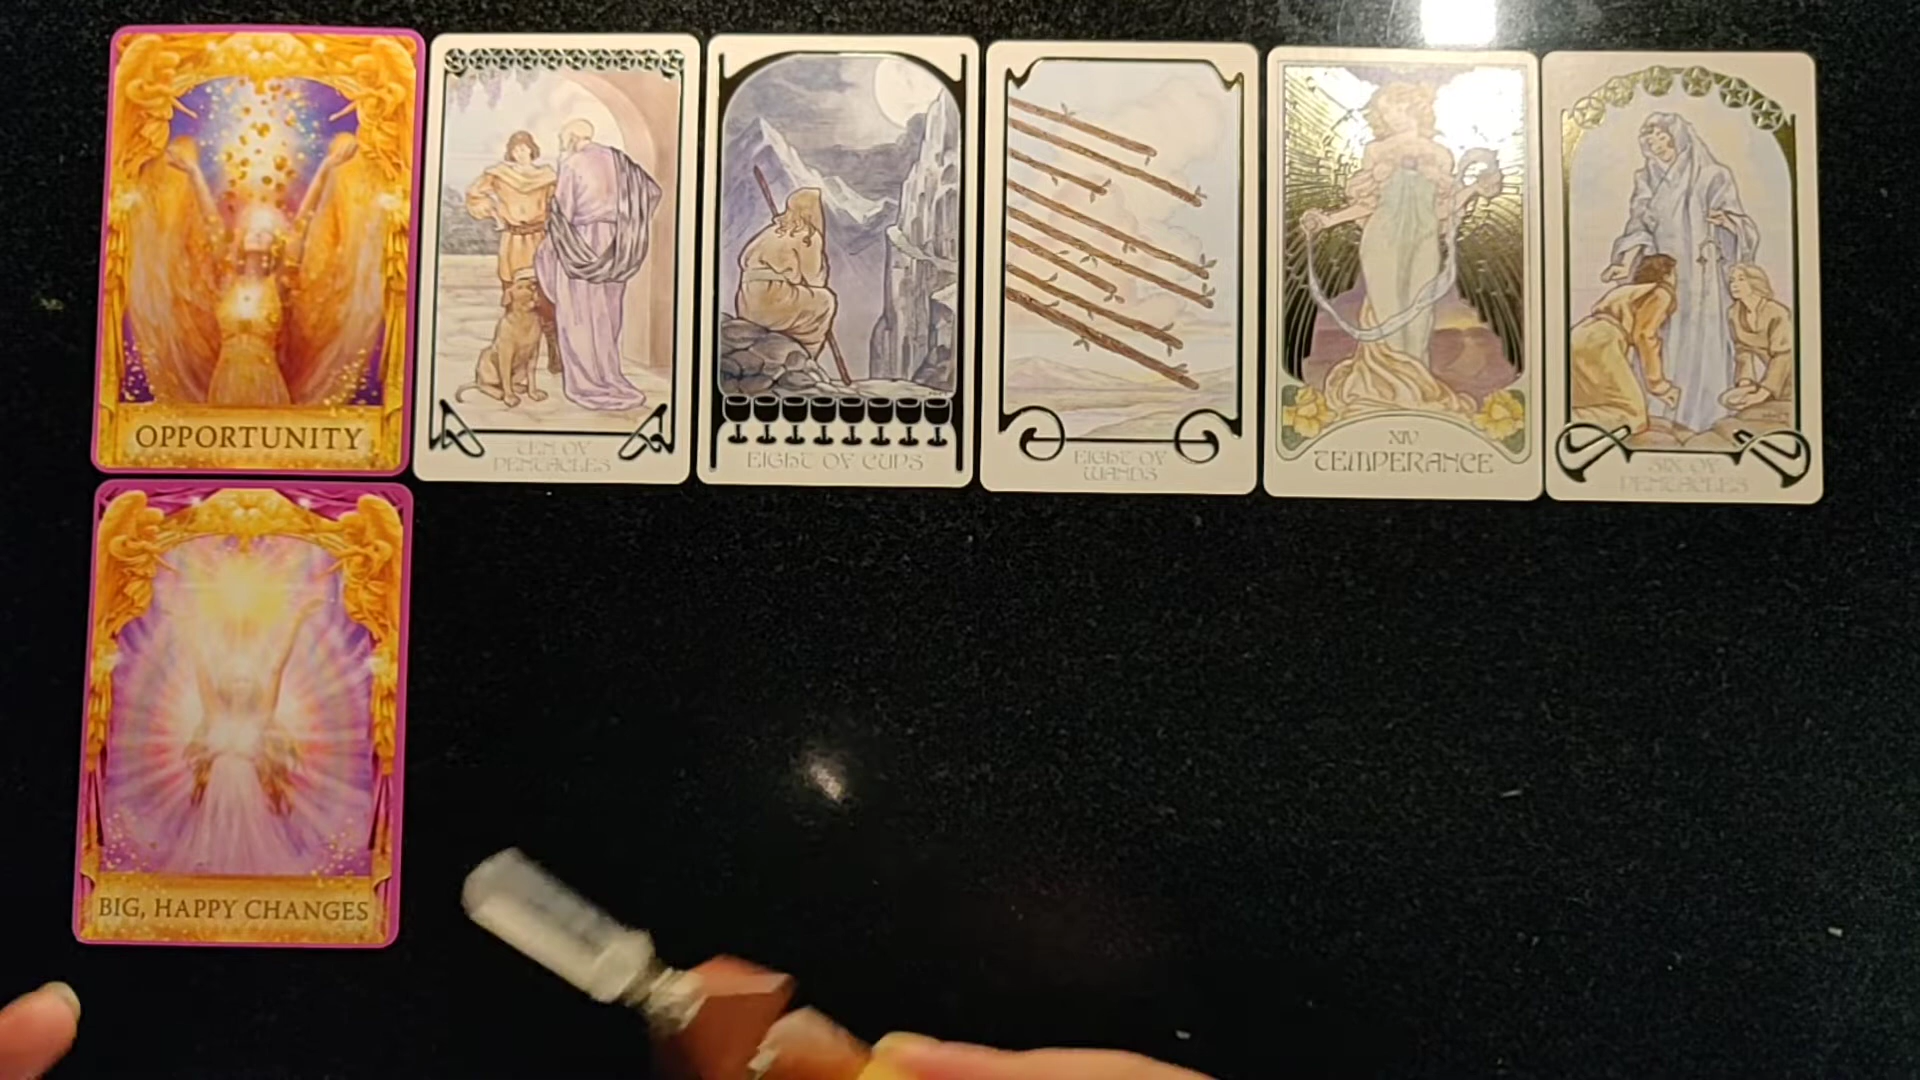 OPPORTUNITY
TEN OF
PENTACLES
EIGHT OF CUPS
EIGHT OF
WANDS
XIV
TEMPERANCE
SIX OF
PENTACLES
BIG, HAPPY CHANGES